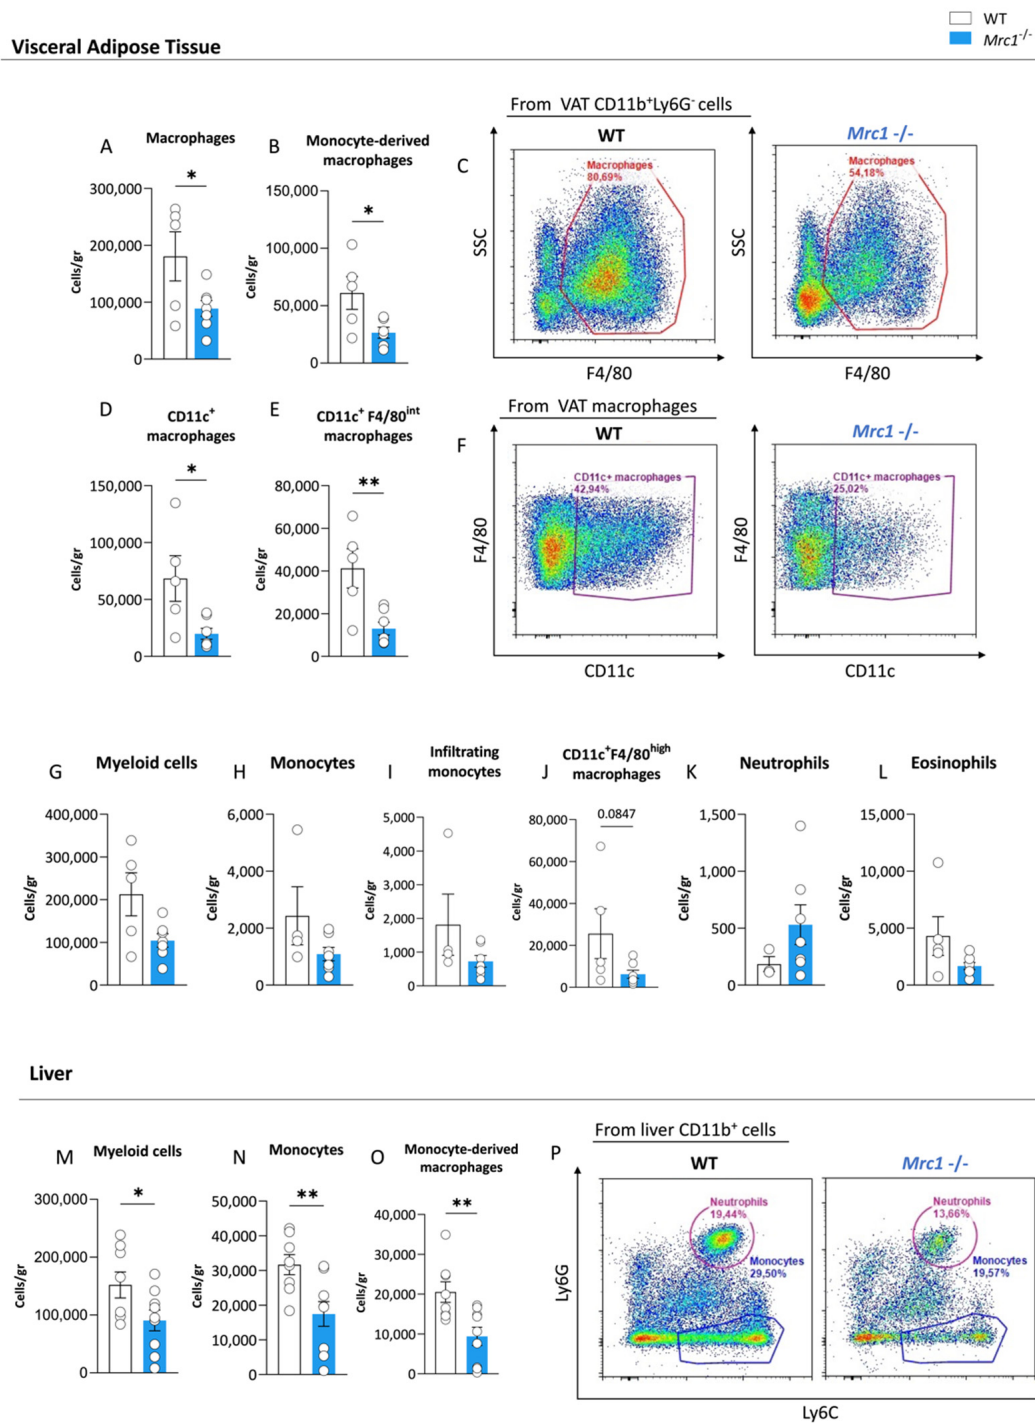 WT
Mrc1-/-
Visceral Adipose Tissue
From VAT CD11b+Ly6G- cells
A
Macrophages
*
300,000
200,000
100,000
0
Cells/gr
B
Monocyte-derived
macrophages
*
150,000
100,000
50,000
0
Cells/gr
C
WT
Macrophages
80,69%
SSC
F4/80
Mrc1 -/-
Macrophages
54,18%
SSC
F4/80
D
CD11c+
macrophages
*
150,000
100,000
50,000
0
Cells/gr
E
CD11c+ F4/80int
macrophages
**
80,000
60,000
40,000
20,000
0
Cells/gr
From VAT macrophages
F
WT
CD11c+ macrophages
42,94%
F4/80
CD11c
Mrc1 -/-
CD11c+ macrophages
25,02%
F4/80
CD11c
G
Myeloid cells
400,000
300,000
200,000
100,000
0
Cells/gr
H
Monocytes
6,000
4,000
2,000
0
Cells/gr
I
Infiltrating
monocytes
5,000
4,000
3,000
2,000
1,000
0
Cells/gr
J
CD11c+F4/80high
macrophages
0.0847
80,000
60,000
40,000
20,000
0
Cells/gr
K
Neutrophils
1,500
1,000
500
0
Cells/gr
L
Eosinophils
15,000
10,000
5,000
0
Cells/gr
Liver
M
Myeloid cells
*
300,000
200,000
100,000
0
Cells/gr
N
Monocytes
**
50,000
40,000
30,000
20,000
10,000
0
Cells/gr
O
Monocyte-derived
macrophages
**
40,000
30,000
20,000
10,000
0
Cells/gr
P
From liver CD11b+ cells
WT
Neutrophils
19,44%
Monocytes
29,50%
Ly6G
Mrc1 -/-
Neutrophils
13,66%
Monocytes
19,57%
Ly6C